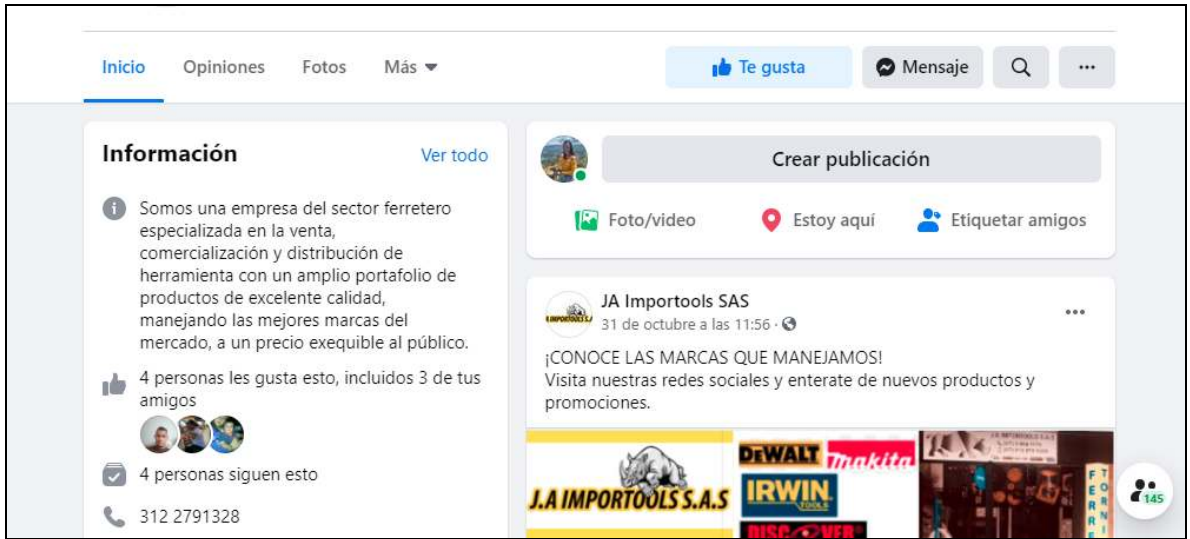 Inicio Opiniones Fotos Más Te gusta Mensaje
Información Ver todo
Somos una empresa del sector ferretero
especializada en la venta,
comercialización y distribución de
herramienta con un amplio portafolio de
productos de excelente calidad,
manejando las mejores marcas del
mercado, a un precio exequible al público.
4 personas les gusta esto, incluidos 3 de tus
amigos
4 personas siguen esto
312 2791328
Crear publicación
Foto/video Estoy aquí Etiquetar amigos
JA Importools SAS
31 de octubre a las 11:56 ·
¡CONOCE LAS MARCAS QUE MANEJAMOS!
Visita nuestras redes sociales y enterate de nuevos productos y
promociones.
J.A IMPORTOOLS S.A.S
DEWALT makita
IRWIN
TOOLS
DISCOVER
145